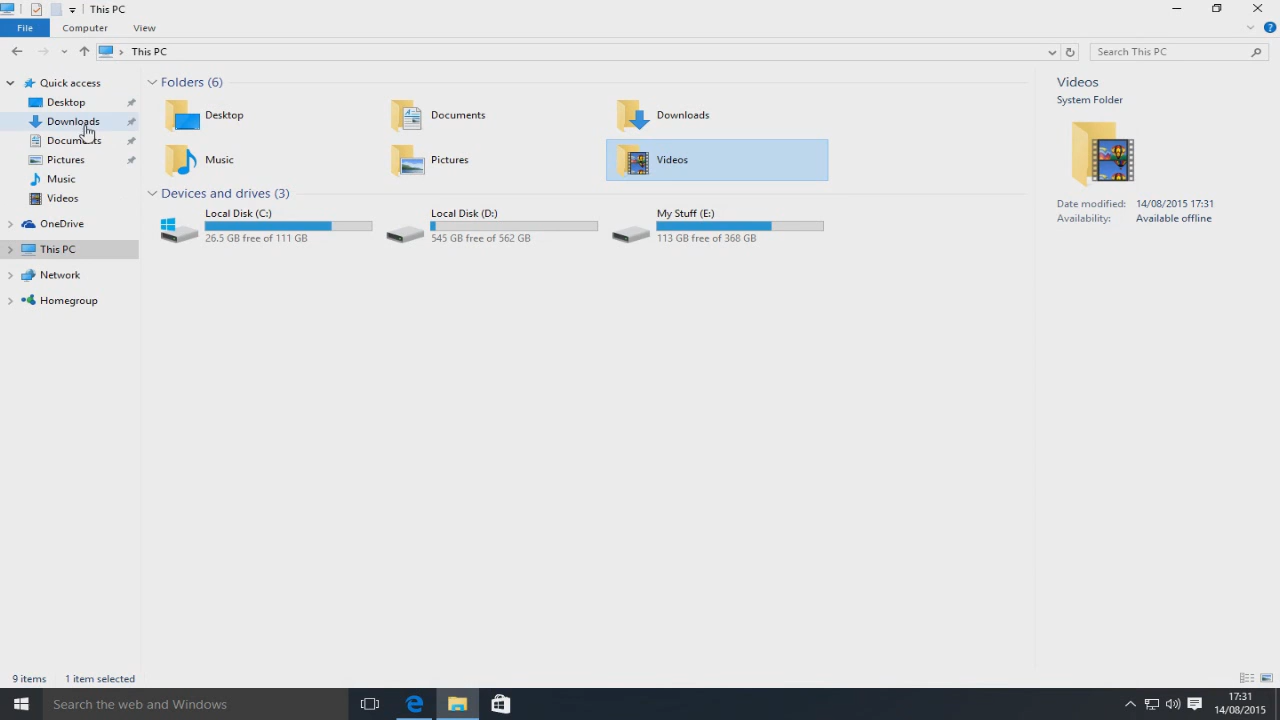 This PC
File
Computer
View
This PC
Search This PC
Quick access
Desktop
Downloads
Documents
Pictures
Music
Videos
OneDrive
This PC
Network
Homegroup
Folders (6)
Desktop
Documents
Downloads
Music
Pictures
Videos
Devices and drives (3)
Local Disk (C:)
26.5 GB free of 111 GB
Local Disk (D:)
545 GB free of 562 GB
My Stuff (E:)
113 GB free of 368 GB
Videos
System Folder
Date modified: 14/08/2015 17:31
Availability: Available offline
9 items
1 item selected
Search the web and Windows
17:31
14/08/2015